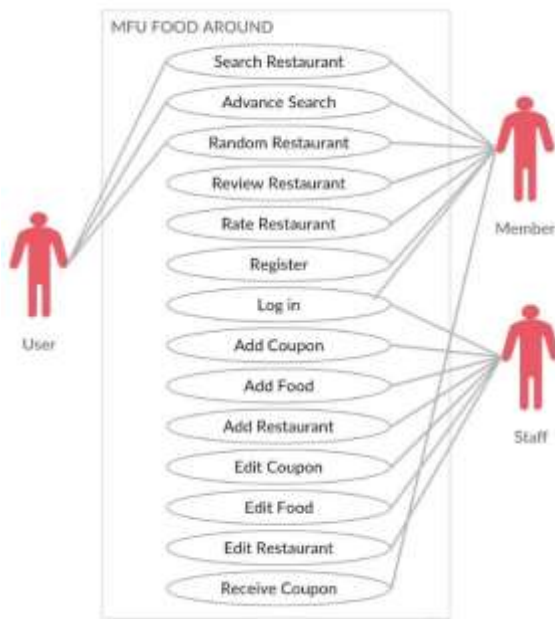 MFU FOOD AROUND
Search Restaurant
Advance Search
Random Restaurant
Review Restaurant
Rate Restaurant
Register
Log in
Add Coupon
Add Food
Add Restaurant
Edit Coupon
Edit Food
Edit Restaurant
Receive Coupon
User
Member
Staff